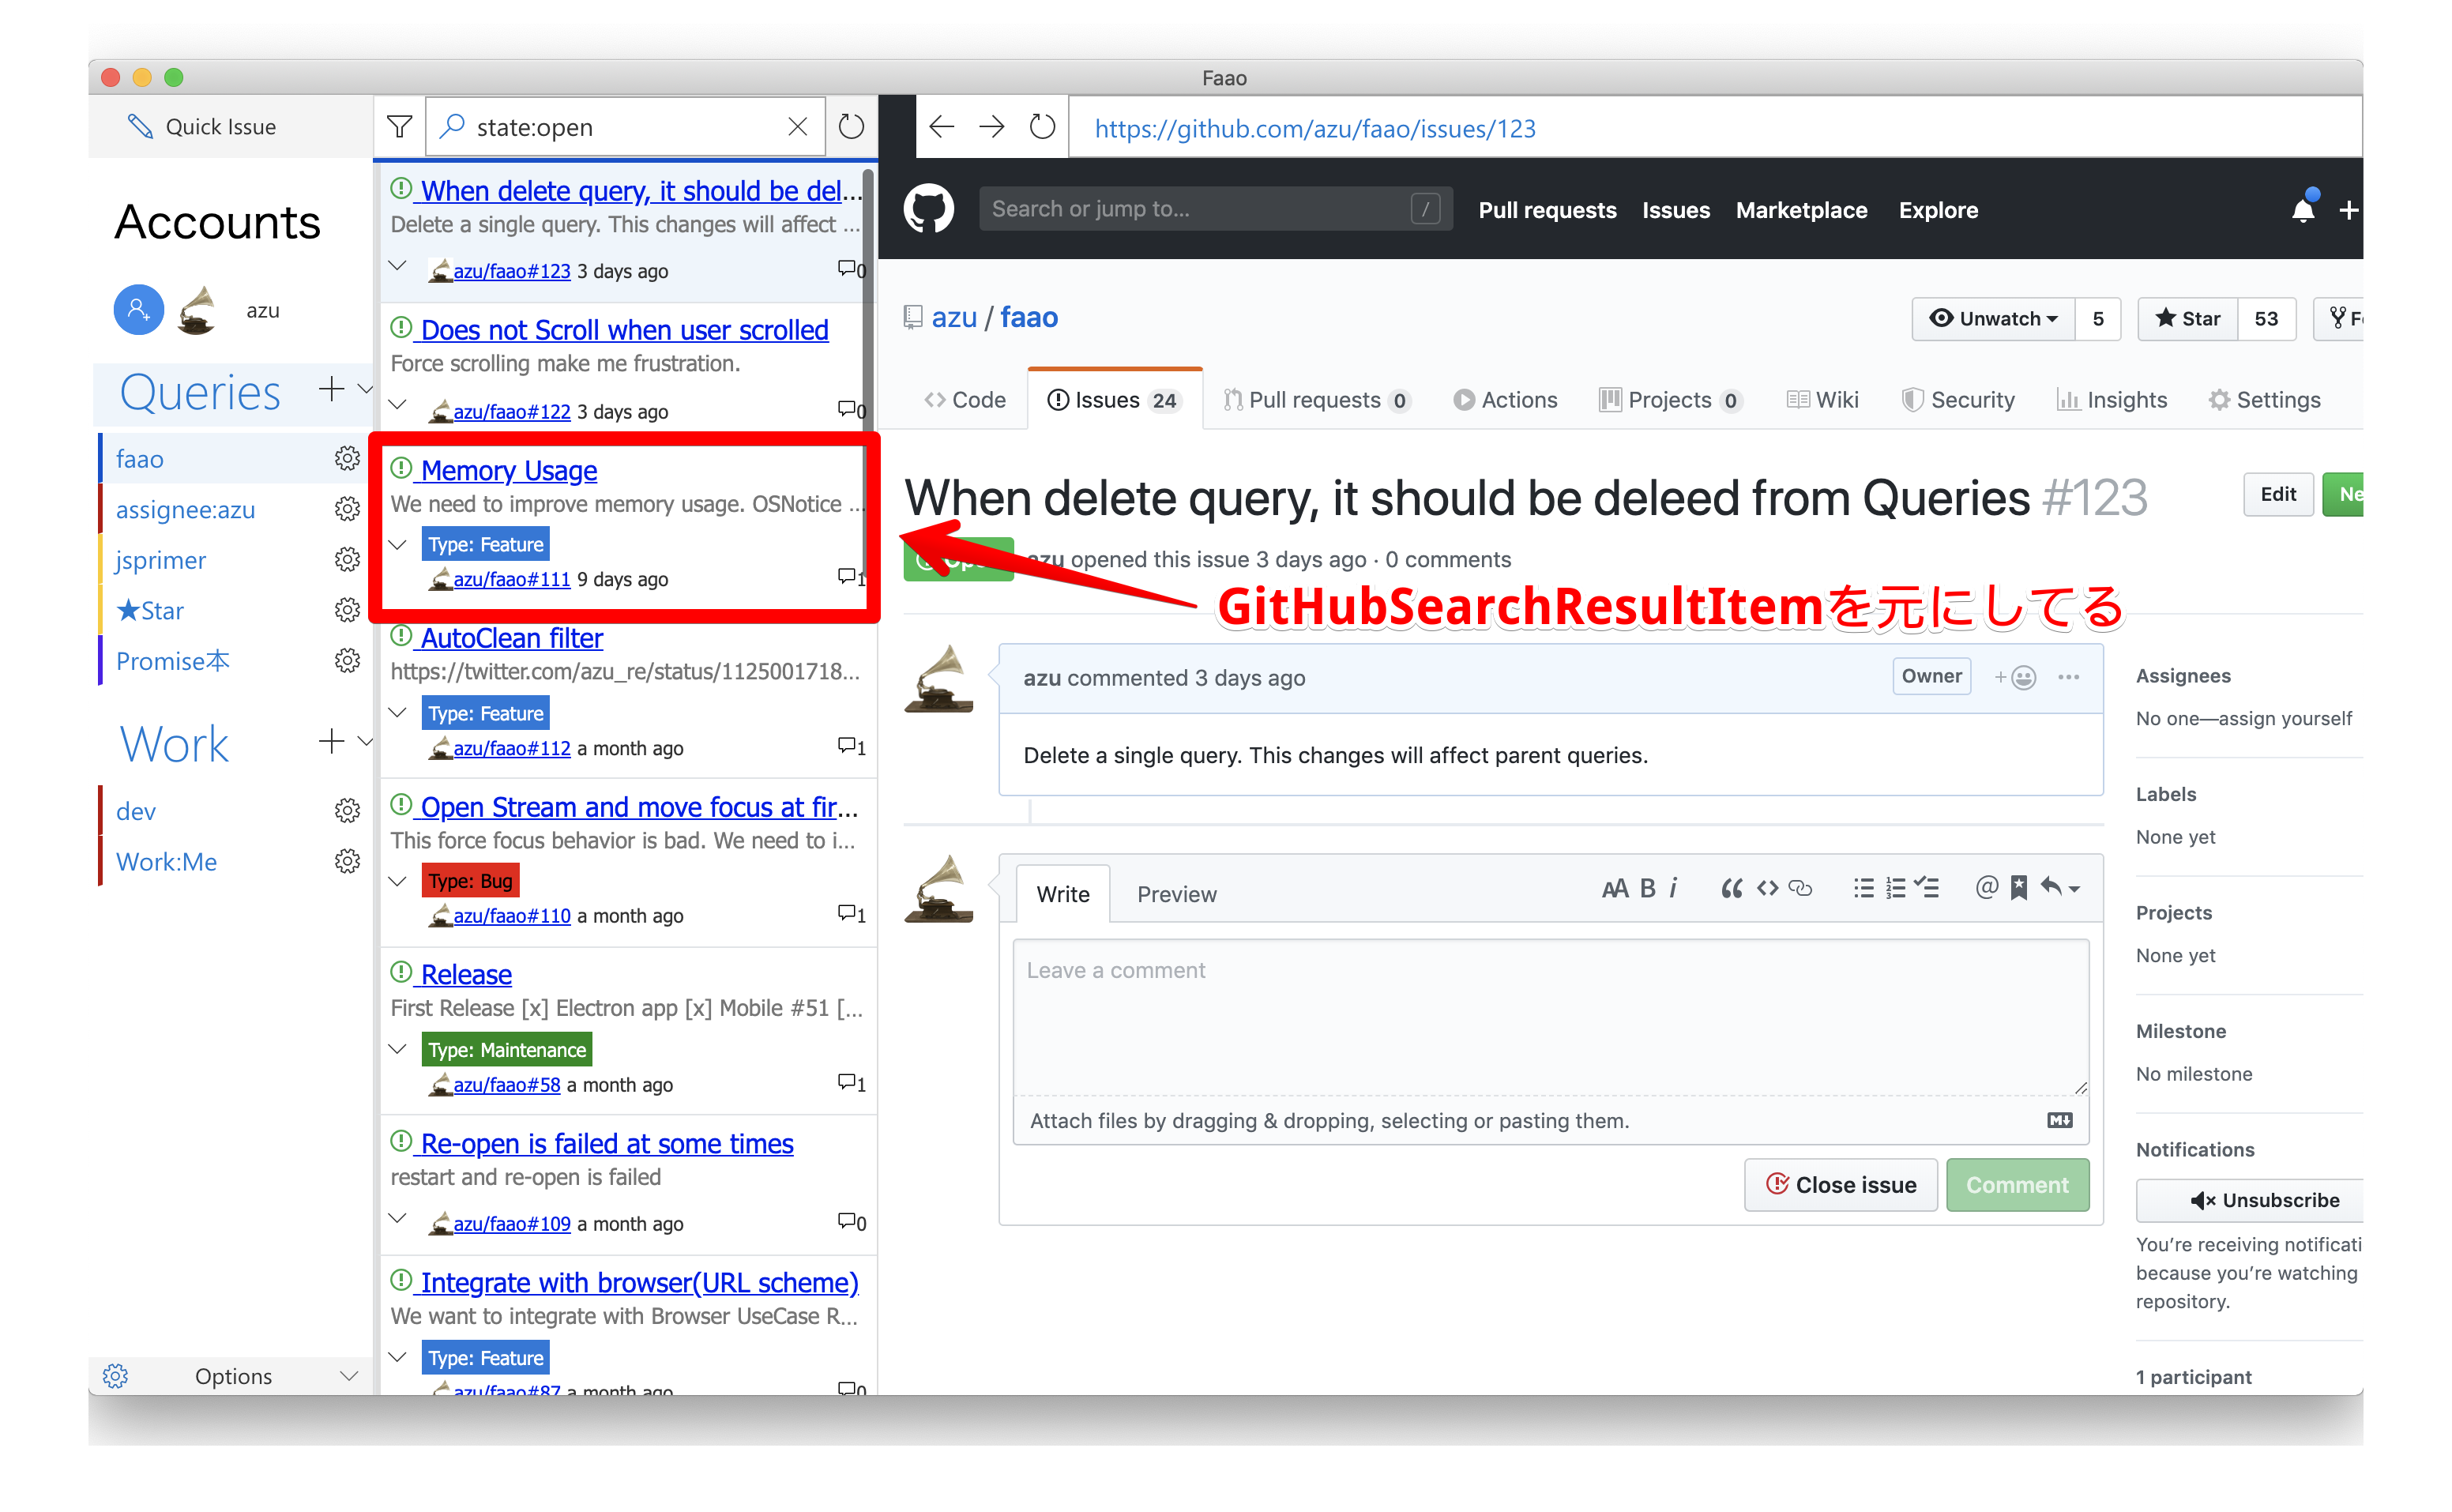 Faao
Quick Issue
state:open
https://github.com/azu/faao/issues/123
Accounts
azu
Queries
faao
assignee:azu
jsprimer
★Star
Promise本
Work
dev
Work:Me
Options
When delete query, it should be del...
Delete a single query. This changes will affect ...
azu/faao#123 3 days ago
0
Does not Scroll when user scrolled
Force scrolling make me frustration.
azu/faao#122 3 days ago
0
Memory Usage
We need to improve memory usage. OSNotice ...
Type: Feature
azu/faao#111 9 days ago
1
AutoClean filter
https://twitter.com/azu_re/status/1125001718...
Type: Feature
azu/faao#112 a month ago
1
Open Stream and move focus at fir...
This force focus behavior is bad. We need to i...
Type: Bug
azu/faao#110 a month ago
1
Release
First Release [x] Electron app [x] Mobile #51 [...
Type: Maintenance
azu/faao#58 a month ago
1
Re-open is failed at some times
restart and re-open is failed
azu/faao#109 a month ago
0
Integrate with browser(URL scheme)
We want to integrate with Browser UseCase R...
Type: Feature
azu/faao#87 a month ago
0
Search or jump to...
/
Pull requests Issues Marketplace Explore
azu / faao
Unwatch 5
Star 53
Code
Issues 24
Pull requests 0
Actions
Projects 0
Wiki
Security
Insights
Settings
When delete query, it should be deleed from Queries #123
Edit
Ne
azu opened this issue 3 days ago · 0 comments
GitHubSearchResultItemを元にしてる
azu commented 3 days ago
Owner
Delete a single query. This changes will affect parent queries.
Write
Preview
AA B i
Leave a comment
Attach files by dragging & dropping, selecting or pasting them.
Close issue
Comment
Assignees
No one—assign yourself
Labels
None yet
Projects
None yet
Milestone
No milestone
Notifications
Unsubscribe
You're receiving notificati
because you're watching
repository.
1 participant